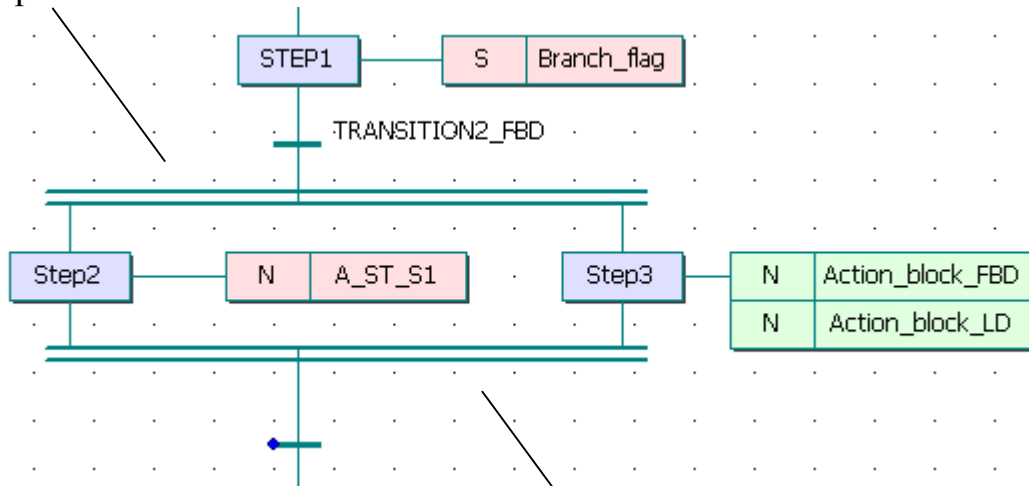 STEP1 S Branch_flag
TRANSITION2_FBD
Step2 N A_ST_S1 Step3 N Action_block_FBD
N Action_block_LD